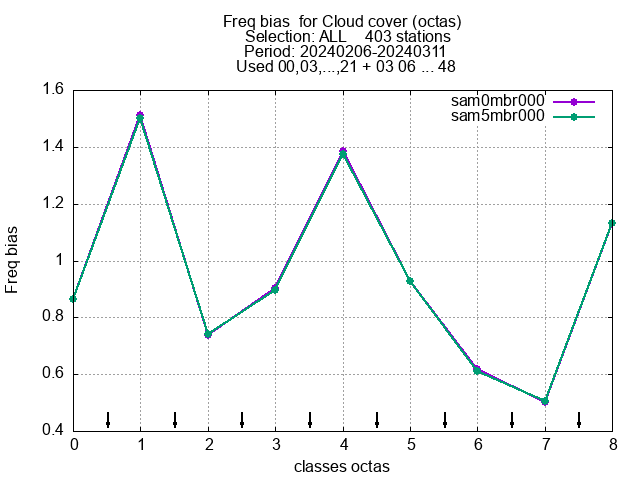 Freq bias  for Cloud cover (octas)
Selection: ALL    403 stations
Period: 20240206-20240311
Used 00,03,...,21 + 03 06 ... 48
sam0mbr000
sam5mbr000
Freq bias
1.6
1.4
1.2
1
0.8
0.6
0.4
0 1 2 3 4 5 6 7 8
classes octas